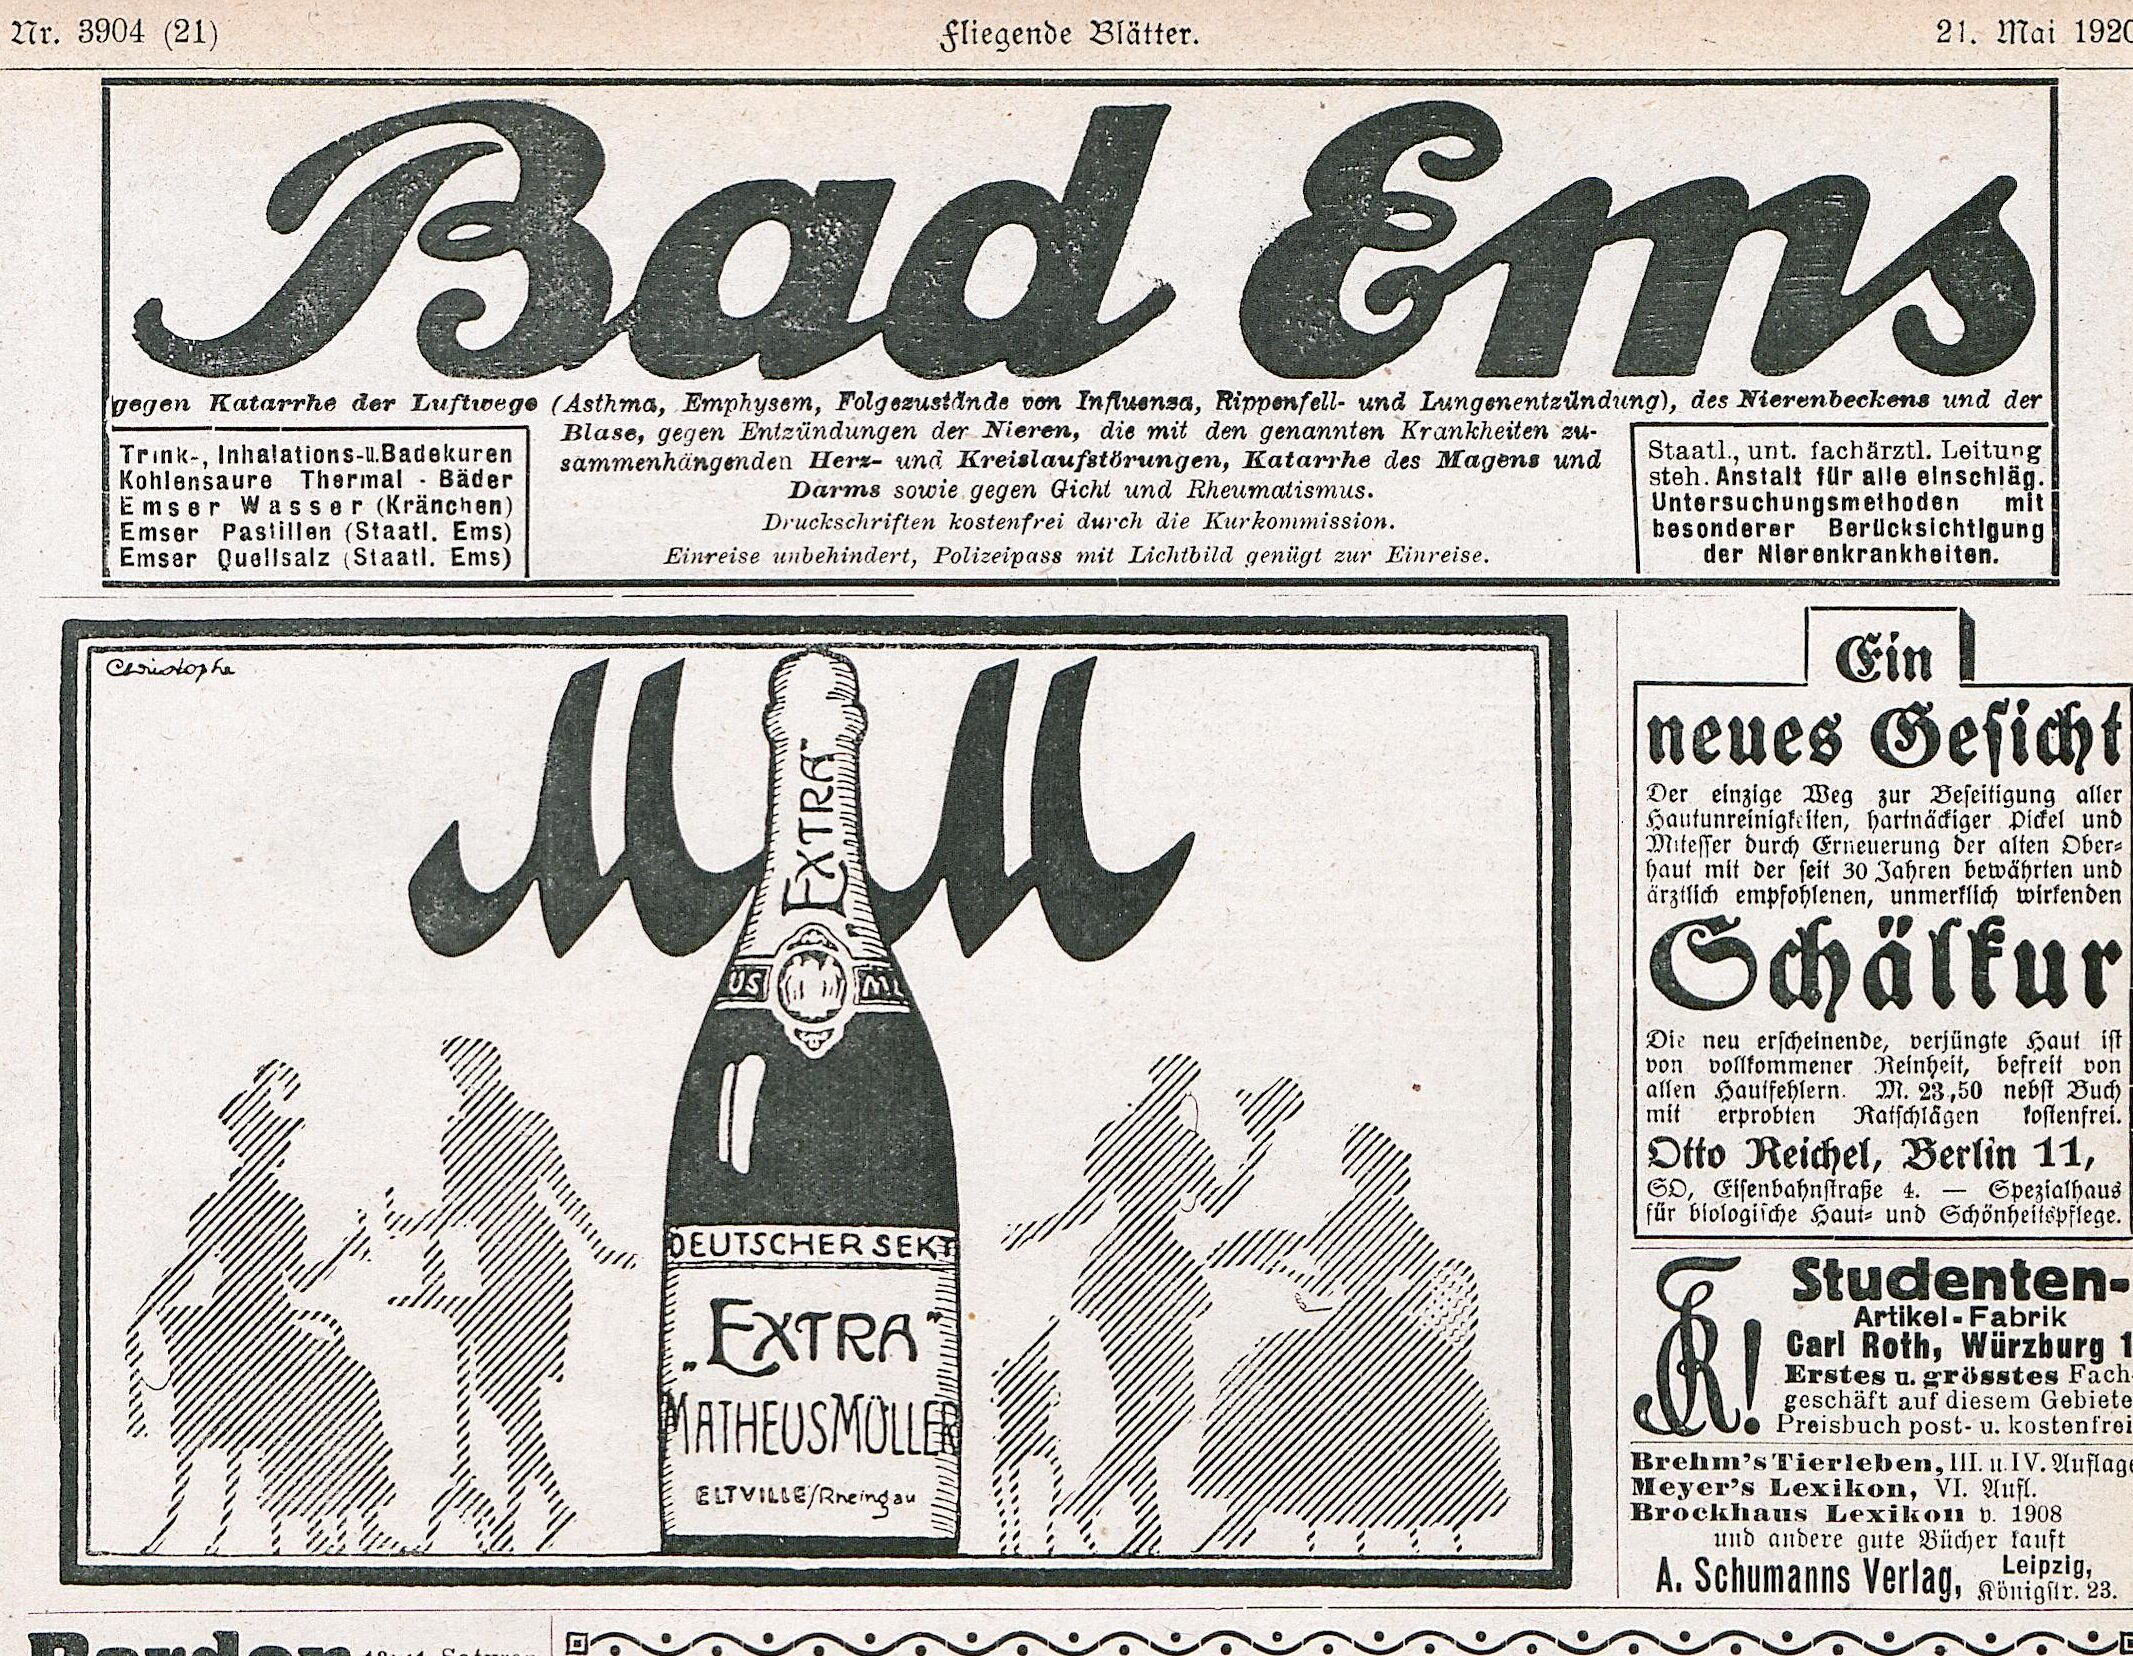 Nr. 3904 (21)
Fliegende Blätter.
21. Mai 1920
Bad Ems
gegen Katarrhe der Luftwege (Asthma, Emphysem, Folgezustände von Influenza, Rippenfell- und Lungenentzündung), des Nierenbeckens und der
Blase, gegen Entzündungen der Nieren, die mit den genannten Krankheiten zu-
sammenhängenden Herz- und Kreislaufstörungen, Katarrhe des Magens und
Darms sowie gegen Gicht und Rheumatismus.
Druckschriften kostenfrei durch die Kurkommission.
Einreise unbehindert, Polizeipass mit Lichtbild genügt zur Einreise.
Trink-, Inhalations-u.Badekuren
Kohlensaure Thermal - Bäder
Emser Wasser (Kränchen)
Emser Pastillen (Staatl. Ems)
Emser Quellsalz (Staatl. Ems)
Staatl., unt. fachärztl. Leitung
steh. Anstalt für alle einschläg.
Untersuchungsmethoden mit
besonderer Berücksichtigung
der Nierenkrankheiten.
Christophe
MM
EXTRA
US
MÜ
DEUTSCHER SEKT
„EXTRA“
MATHEUS MÜLLER
ELTVILLE/Rheingau
Ein
neues Gesicht
Der einzige Weg zur Beseitigung aller
Hautunreinigkeiten, hartnäckiger Pickel und
Mitesser durch Erneuerung der alten Ober-
haut mit der seit 30 Jahren bewährten und
ärztlich empfohlenen, unmerklich wirkenden
Schälkur
Die neu erscheinende, verjüngte Haut ist
von vollkommener Reinheit, befreit von
allen Hautfehlern. M. 23,50 nebst Buch
mit erprobten Ratschlägen kostenfrei.
Otto Reichel, Berlin 11,
SO, Eisenbahnstraße 4. — Spezialhaus
für biologische Haut- und Schönheitspflege.
Studenten-
Artikel-Fabrik
Carl Roth, Würzburg 1
Erstes u. grösstes Fach-
geschäft auf diesem Gebiete
Preisbuch post- u. kostenfrei
Brehm's Tierleben, III. u. IV. Auflage
Meyer's Lexikon, VI. Aufl.
Brockhaus Lexikon v. 1908
und andere gute Bücher kauft
A. Schumanns Verlag, Leipzig,
Königstr. 23.